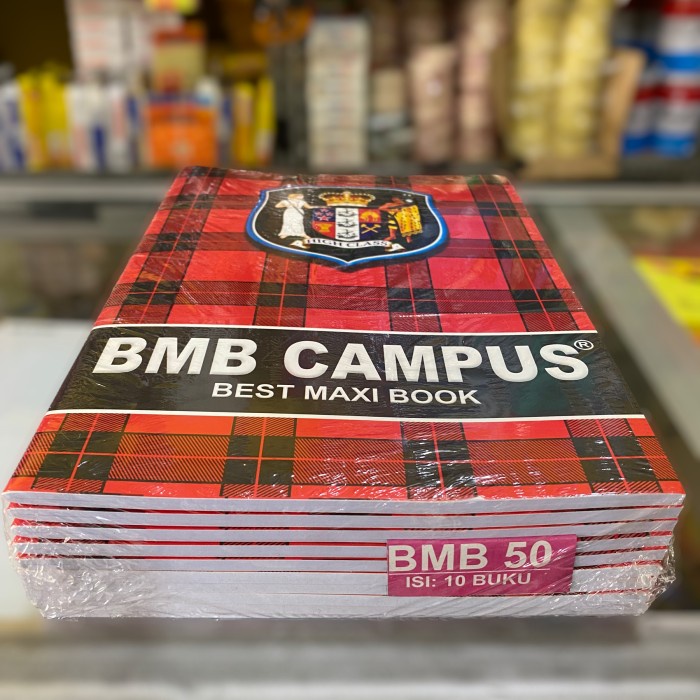 HIGH CLASS
BMB CAMPUS®
BEST MAXI BOOK
BMB 50
ISI: 10 BUKU